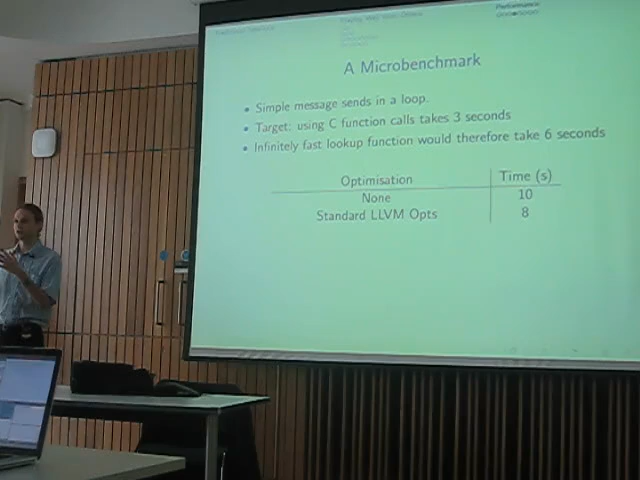 Performance
A Microbenchmark
Simple message sends in a loop.
Target: using C function calls takes 3 seconds
Infinitely fast lookup function would therefore take 6 seconds
Optimisation Time (s)
None 10
Standard LLVM Opts 8